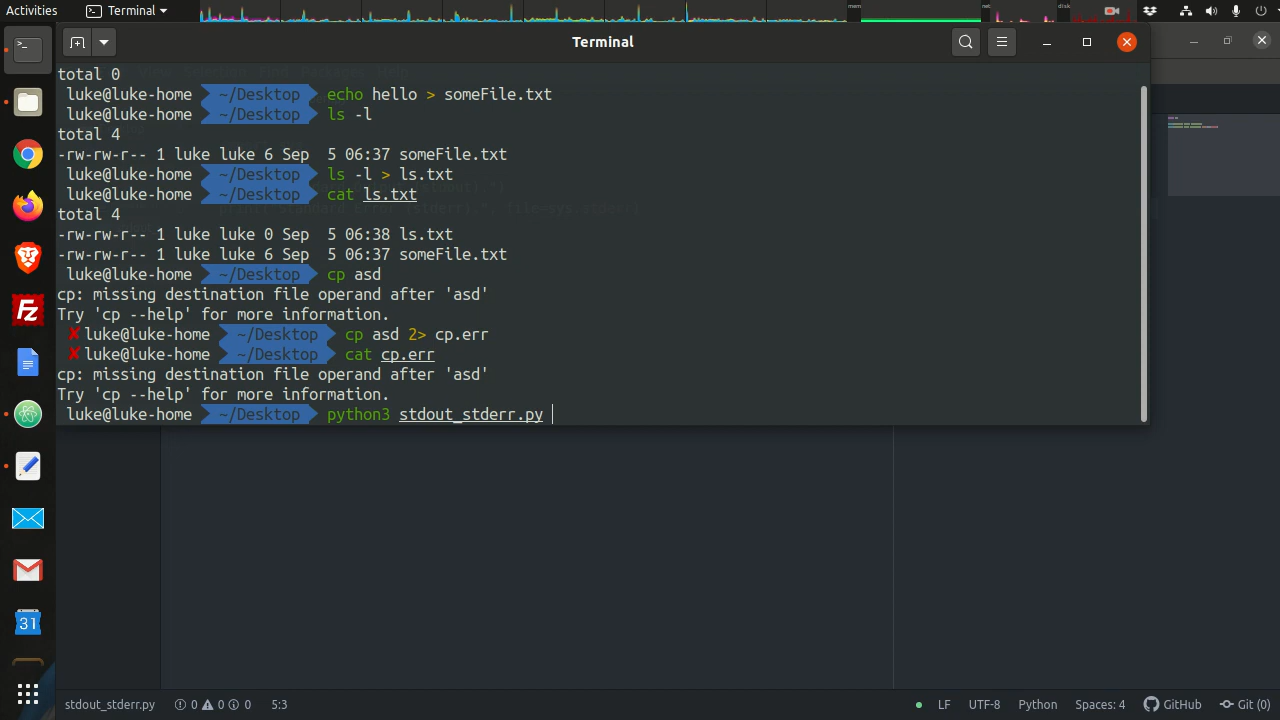 Activities
Terminal
mem
net
disk
Terminal
total 0
luke@luke-home ~/Desktop echo hello > someFile.txt
luke@luke-home ~/Desktop ls -l
total 4
-rw-rw-r-- 1 luke luke 6 Sep  5 06:37 someFile.txt
luke@luke-home ~/Desktop ls -l > ls.txt
luke@luke-home ~/Desktop cat ls.txt
total 4
-rw-rw-r-- 1 luke luke 0 Sep  5 06:38 ls.txt
-rw-rw-r-- 1 luke luke 6 Sep  5 06:37 someFile.txt
luke@luke-home ~/Desktop cp asd
cp: missing destination file operand after 'asd'
Try 'cp --help' for more information.
✘ luke@luke-home ~/Desktop cp asd 2> cp.err
✘ luke@luke-home ~/Desktop cat cp.err
cp: missing destination file operand after 'asd'
Try 'cp --help' for more information.
luke@luke-home ~/Desktop python3 stdout_stderr.py
Fz
31
stdout_stderr.py 0 0 0 5:3 LF UTF-8 Python Spaces: 4 GitHub Git (0)